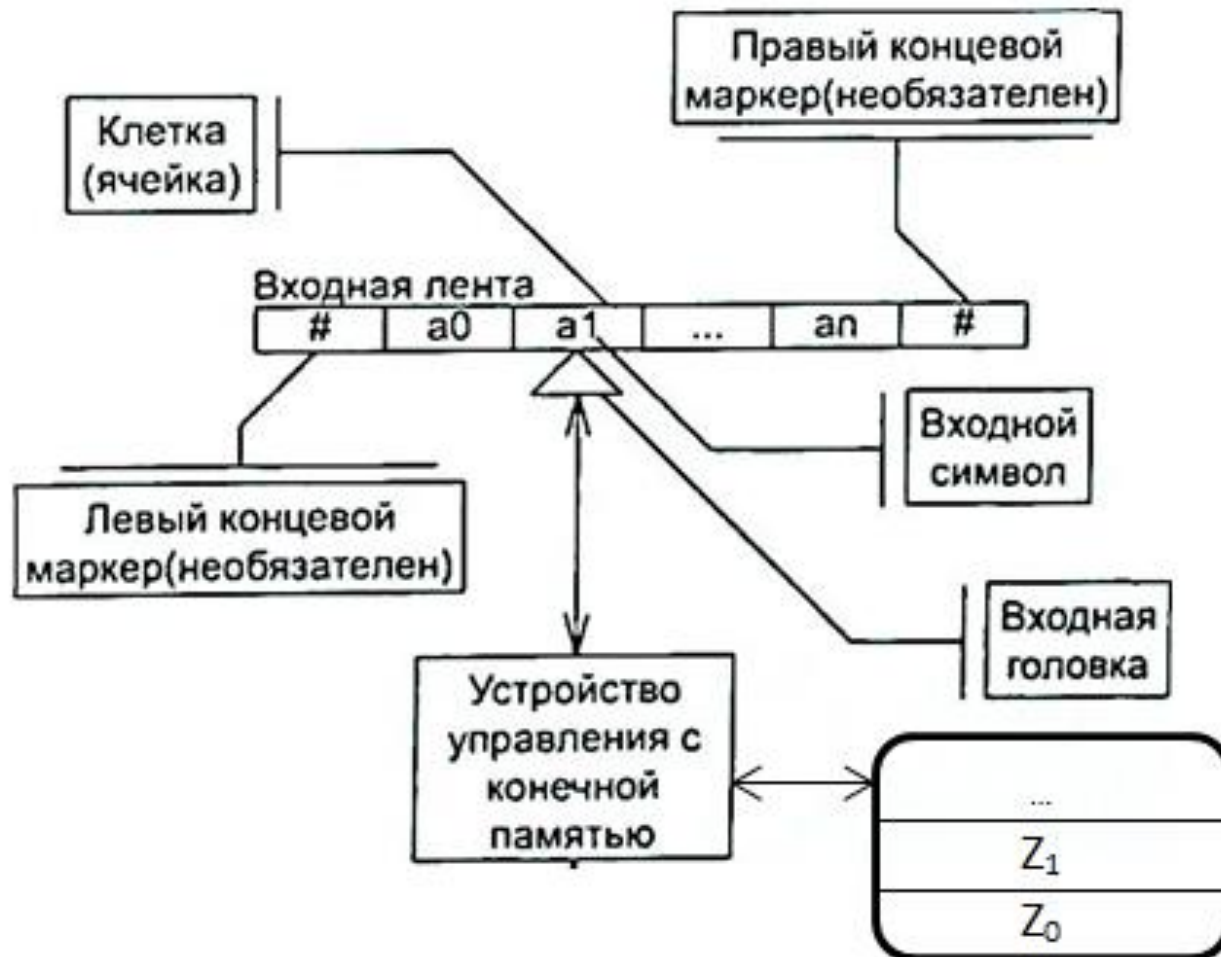 Правый концевой
маркер(необязателен)
Клетка
(ячейка)
Входная лента
# a0 a1 ... an #
Входной
символ
Левый концевой
маркер(необязателен)
Входная
головка
Устройство
управления с
конечной
памятью
...
Z₁
Z₀